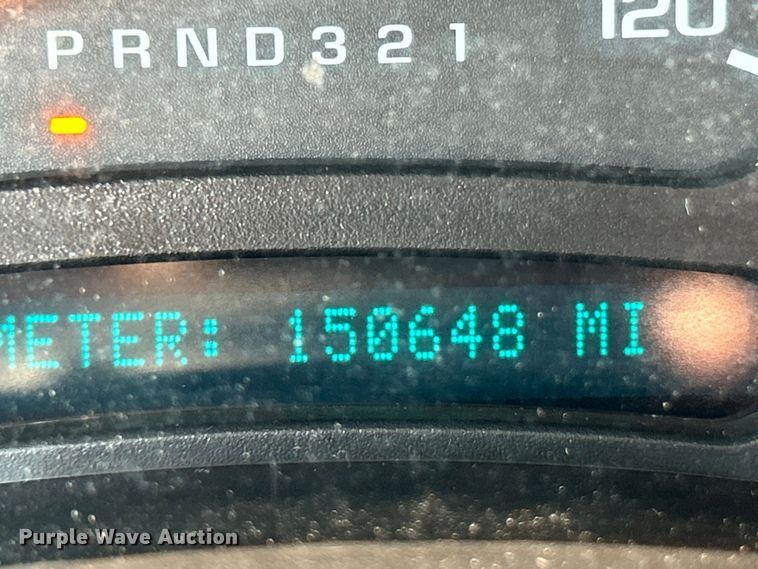 120
PRND321
METER: 150648 MI
Purple Wave Auction